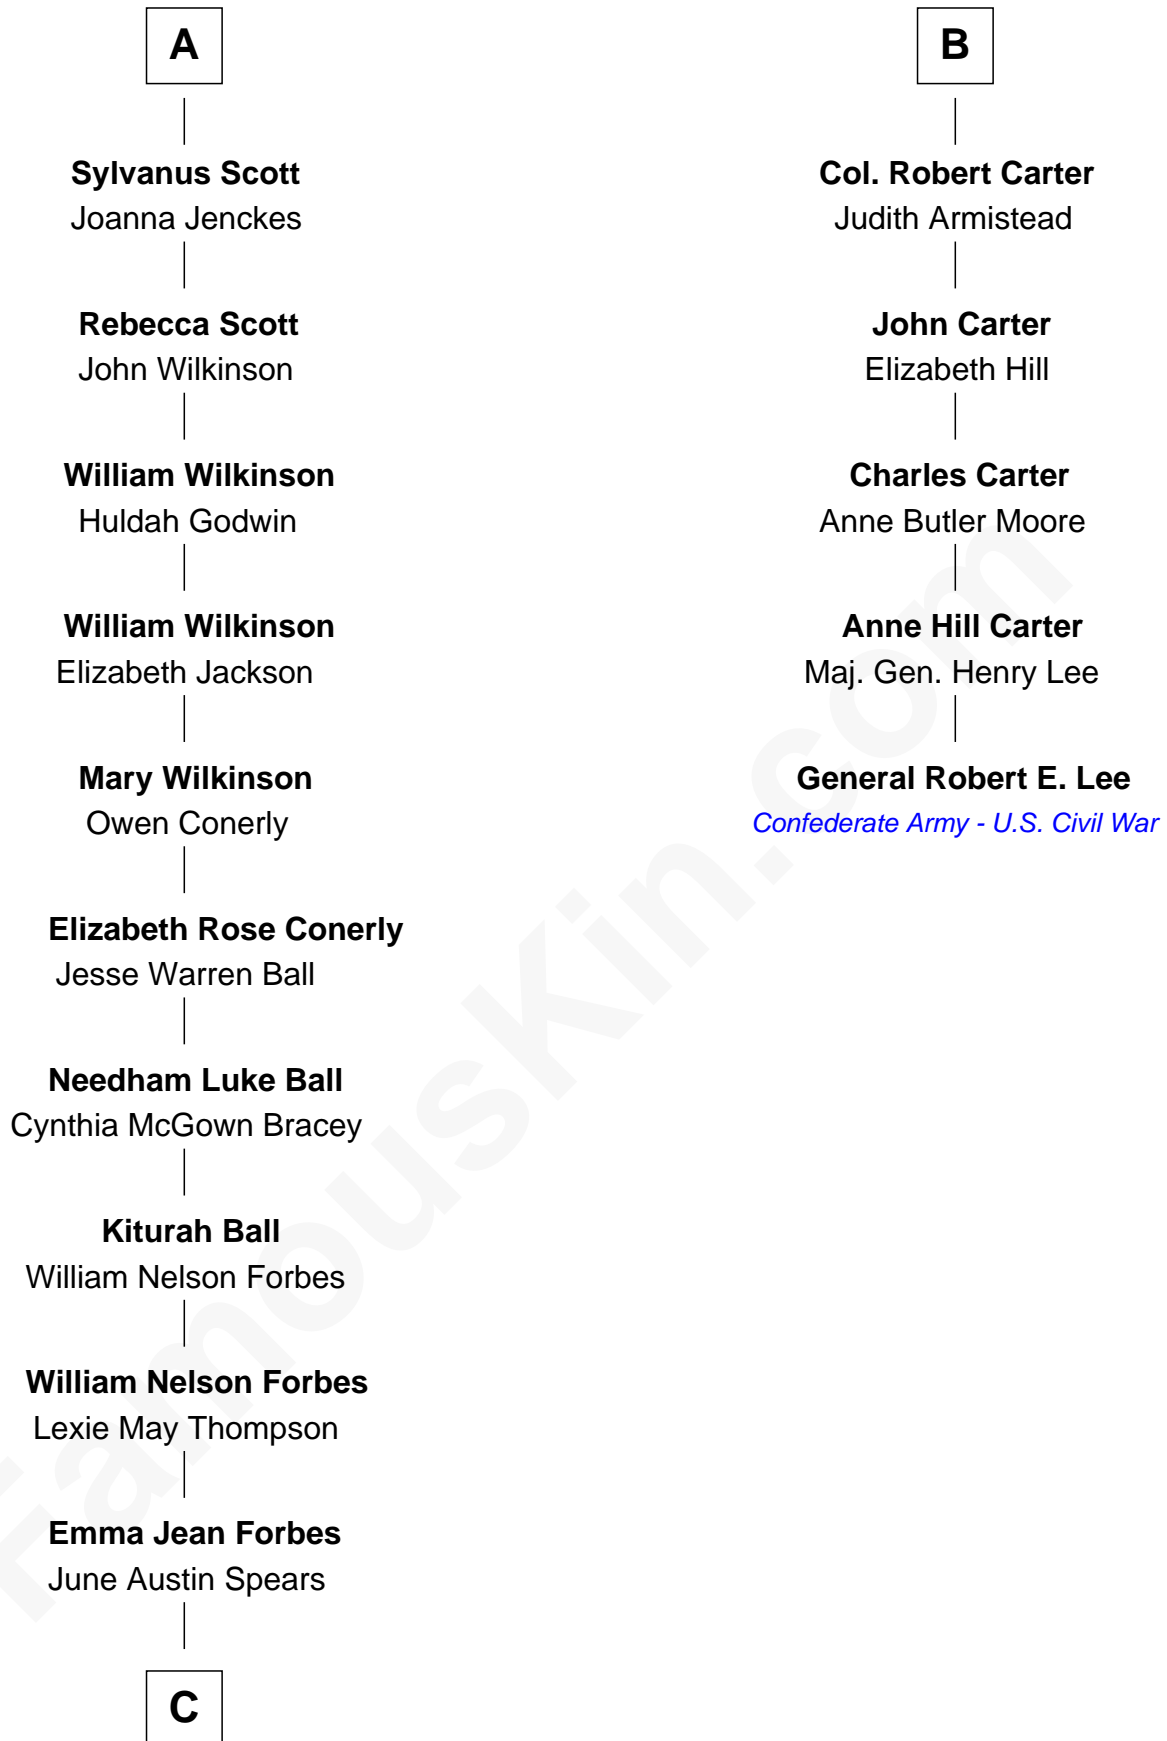 A
Sylvanus Scott
Joanna Jenckes
Rebecca Scott
John Wilkinson
William Wilkinson
Huldah Godwin
William Wilkinson
Elizabeth Jackson
Mary Wilkinson
Owen Conerly
Elizabeth Rose Conerly
Jesse Warren Ball
Needham Luke Ball
Cynthia McGown Bracey
Kiturah Ball
William Nelson Forbes
William Nelson Forbes
Lexie May Thompson
Emma Jean Forbes
June Austin Spears
C
B
Col. Robert Carter
Judith Armistead
John Carter
Elizabeth Hill
Charles Carter
Anne Butler Moore
Anne Hill Carter
Maj. Gen. Henry Lee
General Robert E. Lee
Confederate Army - U.S. Civil War
FamousKin.com